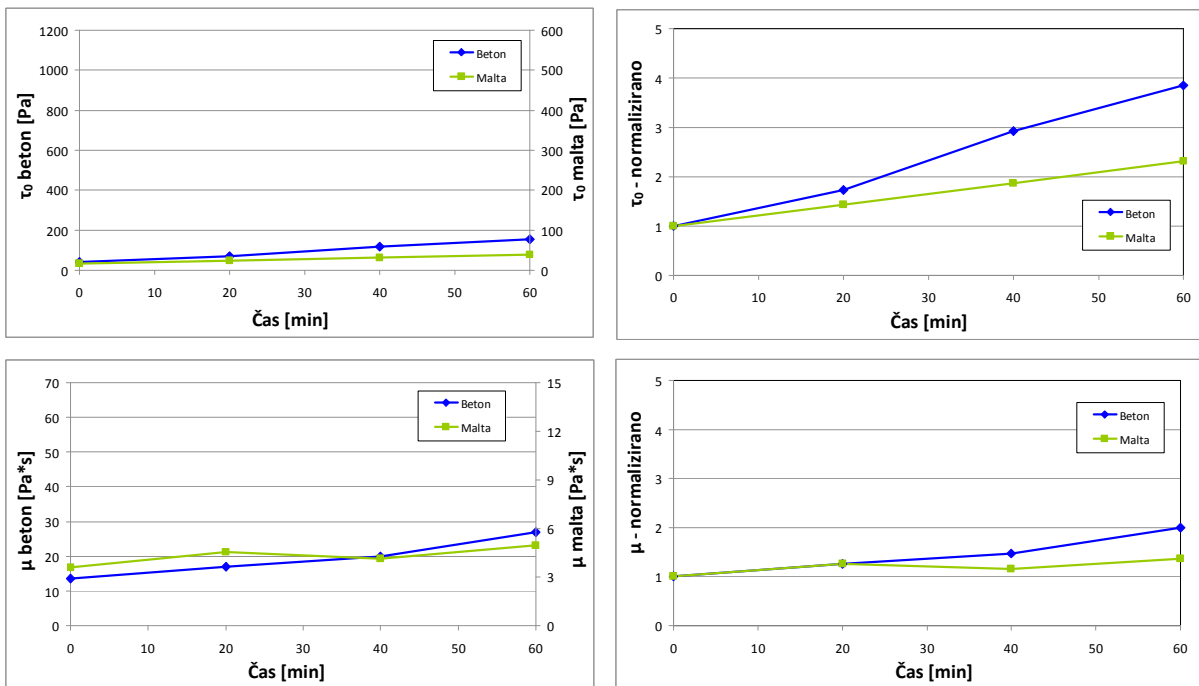 τ₀ beton [Pa]
1200
1000
800
600
400
200
0
600
500
400
300
200
100
0
τ₀ malta [Pa]
Beton
Malta
0 10 20 30 40 50 60
Čas [min]
τ₀ - normalizirano
5
4
3
2
1
0
Beton
Malta
0 10 20 30 40 50 60
Čas [min]
μ beton [Pa*s]
70
60
50
40
30
20
10
0
15
12
9
6
3
0
μ malta [Pa*s]
Beton
Malta
0 10 20 30 40 50 60
Čas [min]
μ - normalizirano
5
4
3
2
1
0
Beton
Malta
0 10 20 30 40 50 60
Čas [min]